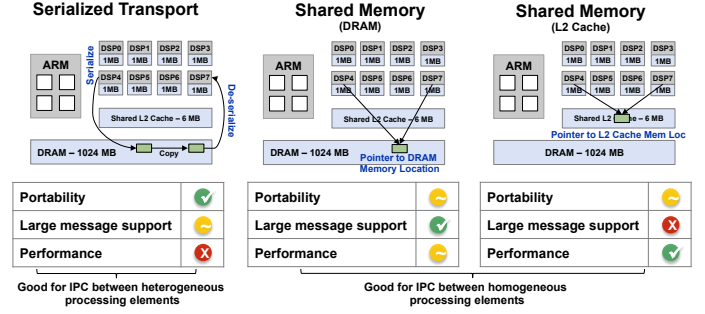 Serialized Transport
ARM
DSP0 DSP1 DSP2 DSP3
1MB 1MB 1MB 1MB
DSP4 DSP5 DSP6 DSP7
1MB 1MB 1MB 1MB
Serialize
De-serialize
Shared L2 Cache – 6 MB
DRAM – 1024 MB
Copy
Portability
Large message support
Performance
Good for IPC between heterogeneous
processing elements
Shared Memory
(DRAM)
ARM
DSP0 DSP1 DSP2 DSP3
1MB 1MB 1MB 1MB
DSP4 DSP5 DSP6 DSP7
1MB 1MB 1MB 1MB
Shared L2 Cache – 6 MB
DRAM – 1024 MB
Pointer to DRAM
Memory Location
Portability
Large message support
Performance
Shared Memory
(L2 Cache)
ARM
DSP0 DSP1 DSP2 DSP3
1MB 1MB 1MB 1MB
DSP4 DSP5 DSP6 DSP7
1MB 1MB 1MB 1MB
Shared L2 Cache – 6 MB
Pointer to L2 Cache Mem Loc
DRAM – 1024 MB
Portability
Large message support
Performance
Good for IPC between homogeneous
processing elements